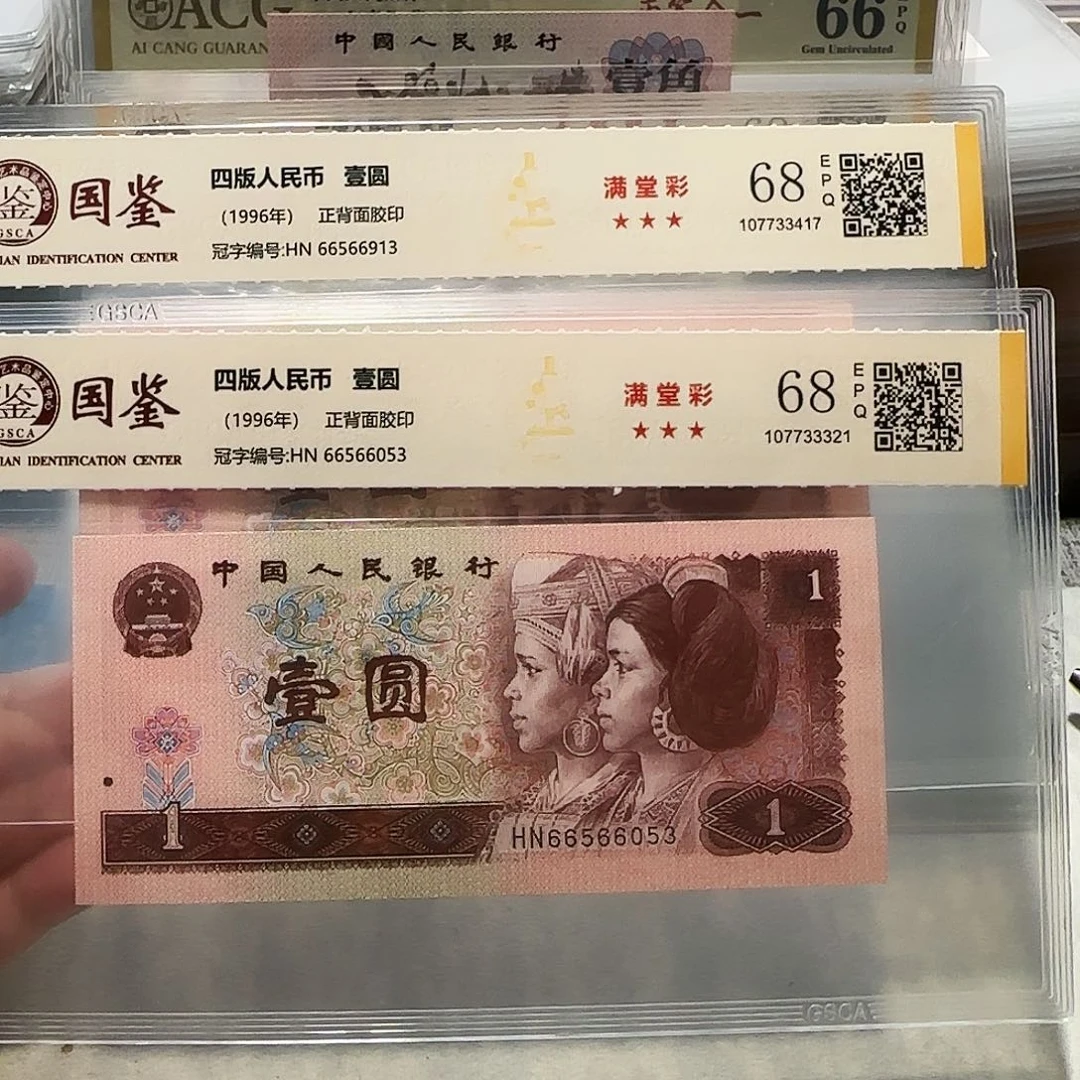 ACG
AI CANG GUARAN
66
EPQ
Gem Uncirculated
中國人民銀行
壹角
国鉴
GSCA
IAN IDENTIFICATION CENTER
四版人民币 壹圆
(1996年) 正背面胶印
冠字编号:HN 66566913
满堂彩
★★★
68
EPQ
107733417
GSCA
国鉴
GSCA
IAN IDENTIFICATION CENTER
四版人民币 壹圆
(1996年) 正背面胶印
冠字编号:HN 66566053
满堂彩
★★★
68
EPQ
107733321
中国人民银行
1
壹圆
1
HN66566053
1
GSCA